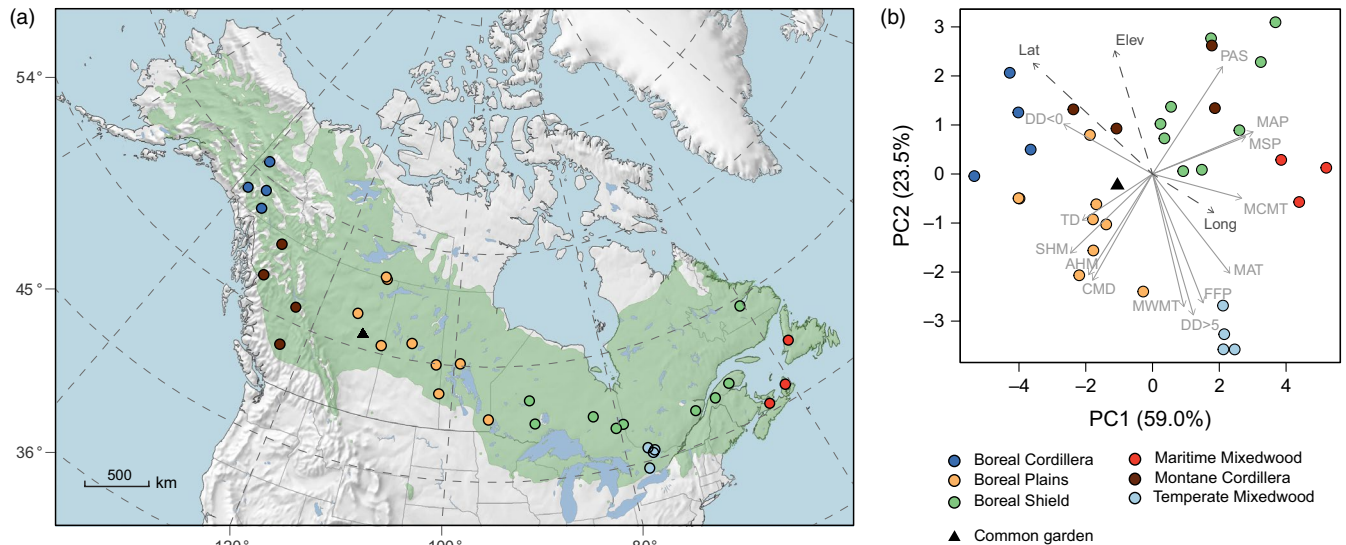 (a)
54°
45°
36°
500 km
120°
100°
80°
(b)
PC2 (23.5%)
3
2
1
0
−1
−2
−3
Lat
Elev
PAS
DD<0
MAP
MSP
MCMT
Long
TD
SHM
AHM
CMD
MAT
FFP
MWMT
DD>5
−4 −2 0 2 4
PC1 (59.0%)
Boreal Cordillera
Boreal Plains
Boreal Shield
Common garden
Maritime Mixedwood
Montane Cordillera
Temperate Mixedwood